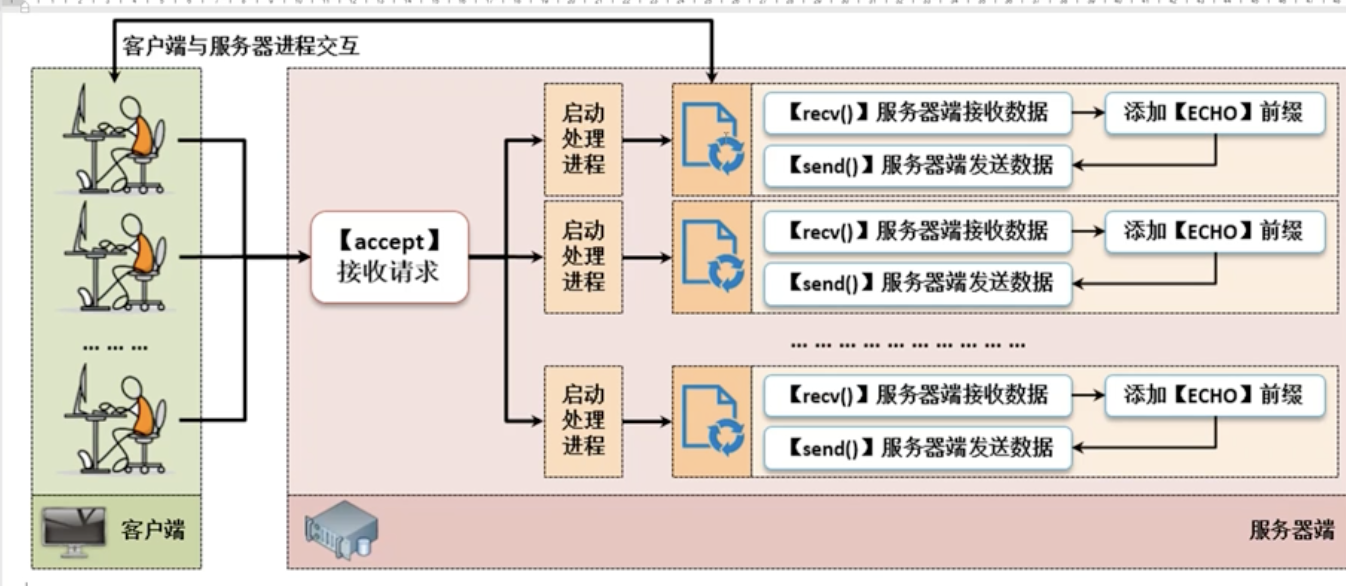 客户端与服务器进程交互
启动
处理
进程
【recv()】服务器端接收数据
添加【ECHO】前缀
【send()】服务器端发送数据
【accept】
接收请求
启动
处理
进程
【recv()】服务器端接收数据
添加【ECHO】前缀
【send()】服务器端发送数据
… … …
… … … … … … … … … …
启动
处理
进程
【recv()】服务器端接收数据
添加【ECHO】前缀
【send()】服务器端发送数据
客户端
服务器端